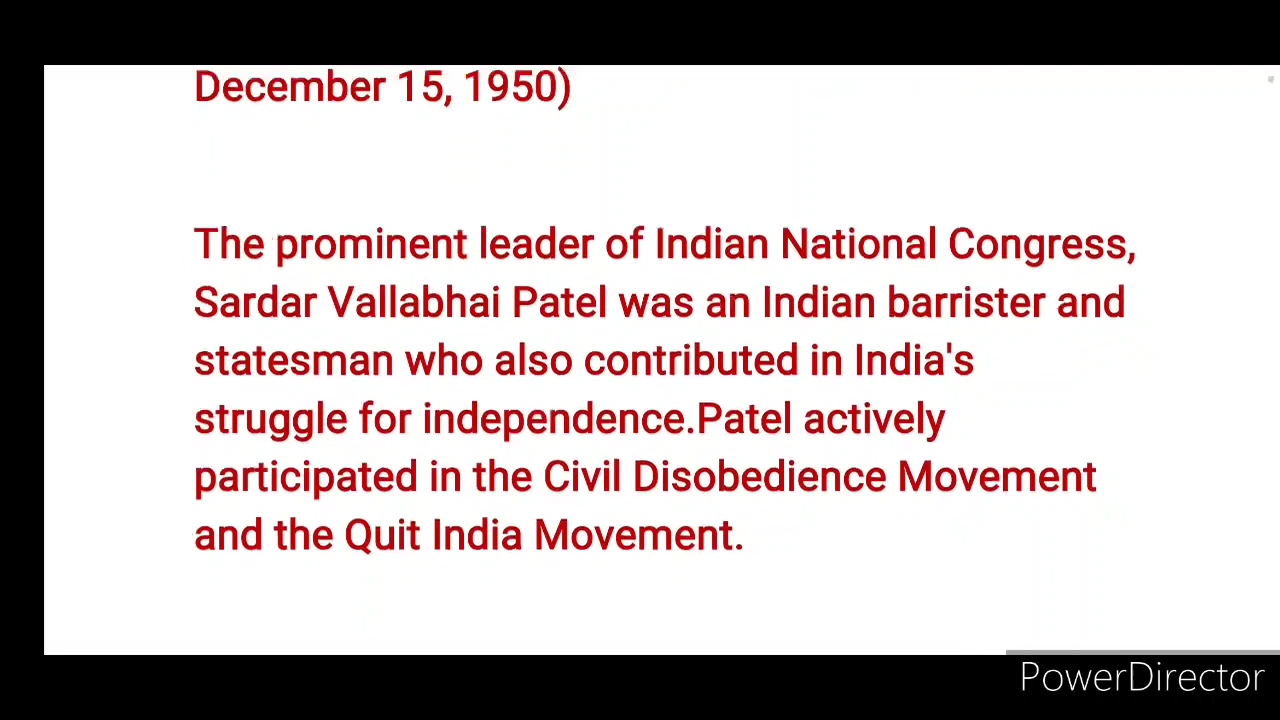 December 15, 1950)
The prominent leader of Indian National Congress,
Sardar Vallabhai Patel was an Indian barrister and
statesman who also contributed in India's
struggle for independence.Patel actively
participated in the Civil Disobedience Movement
and the Quit India Movement.
PowerDirector